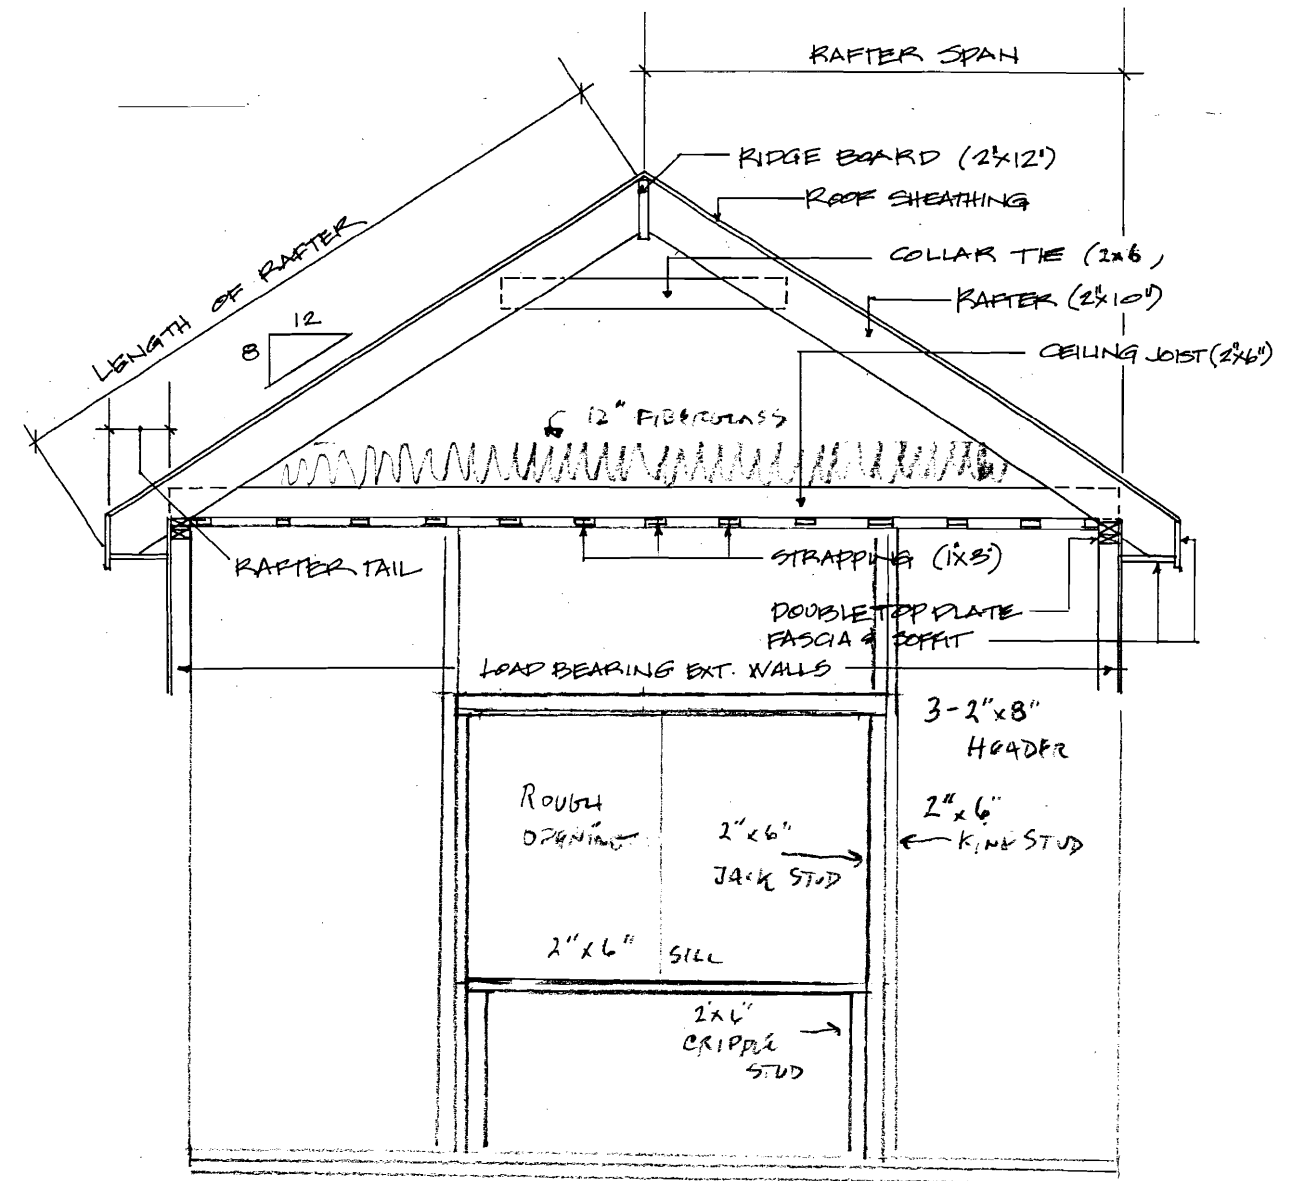 RAFTER SPAN
RIDGE BOARD (2"X12")
ROOF SHEATHING
LENGTH OF RAFTER
COLLAR TIE (2x6)
RAFTER (2"X10")
12
8
CEILING JOIST (2"X6")
12" FIBERGLASS
RAFTER TAIL
STRAPPING (1"X3")
DOUBLE TOP PLATE
FASCIA & SOFFIT
LOAD BEARING EXT. WALLS
3-2"x8"
HEADER
ROUGH
OPENING
2"x6"
KING STUD
2"x6"
JACK STUD
2"x6" SILL
2"x6"
CRIPPLE
STUD